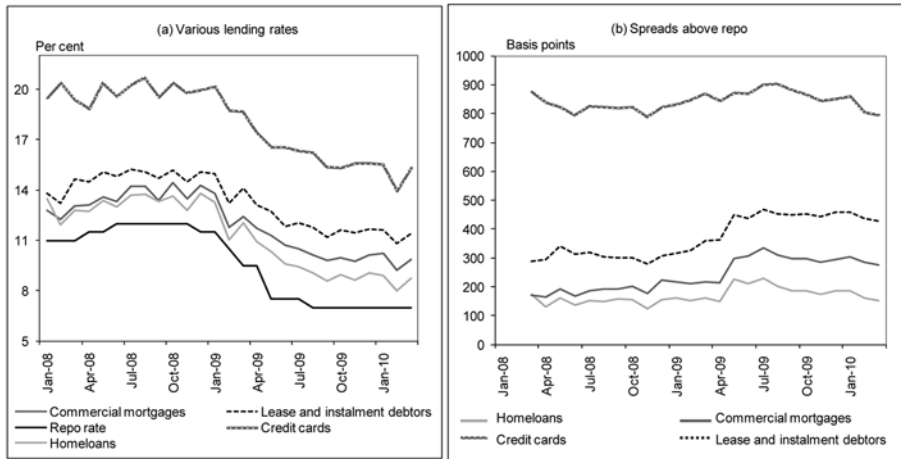 (a) Various lending rates
Per cent
20
17
14
11
8
5
Jan-08
Apr-08
Jul-08
Oct-08
Jan-09
Apr-09
Jul-09
Oct-09
Jan-10
Commercial mortgages
Lease and instalment debtors
Repo rate
Credit cards
Homeloans
(b) Spreads above repo
Basis points
1000
900
800
700
600
500
400
300
200
100
0
Jan-08
Apr-08
Jul-08
Oct-08
Jan-09
Apr-09
Jul-09
Oct-09
Jan-10
Homeloans
Commercial mortgages
Credit cards
Lease and instalment debtors